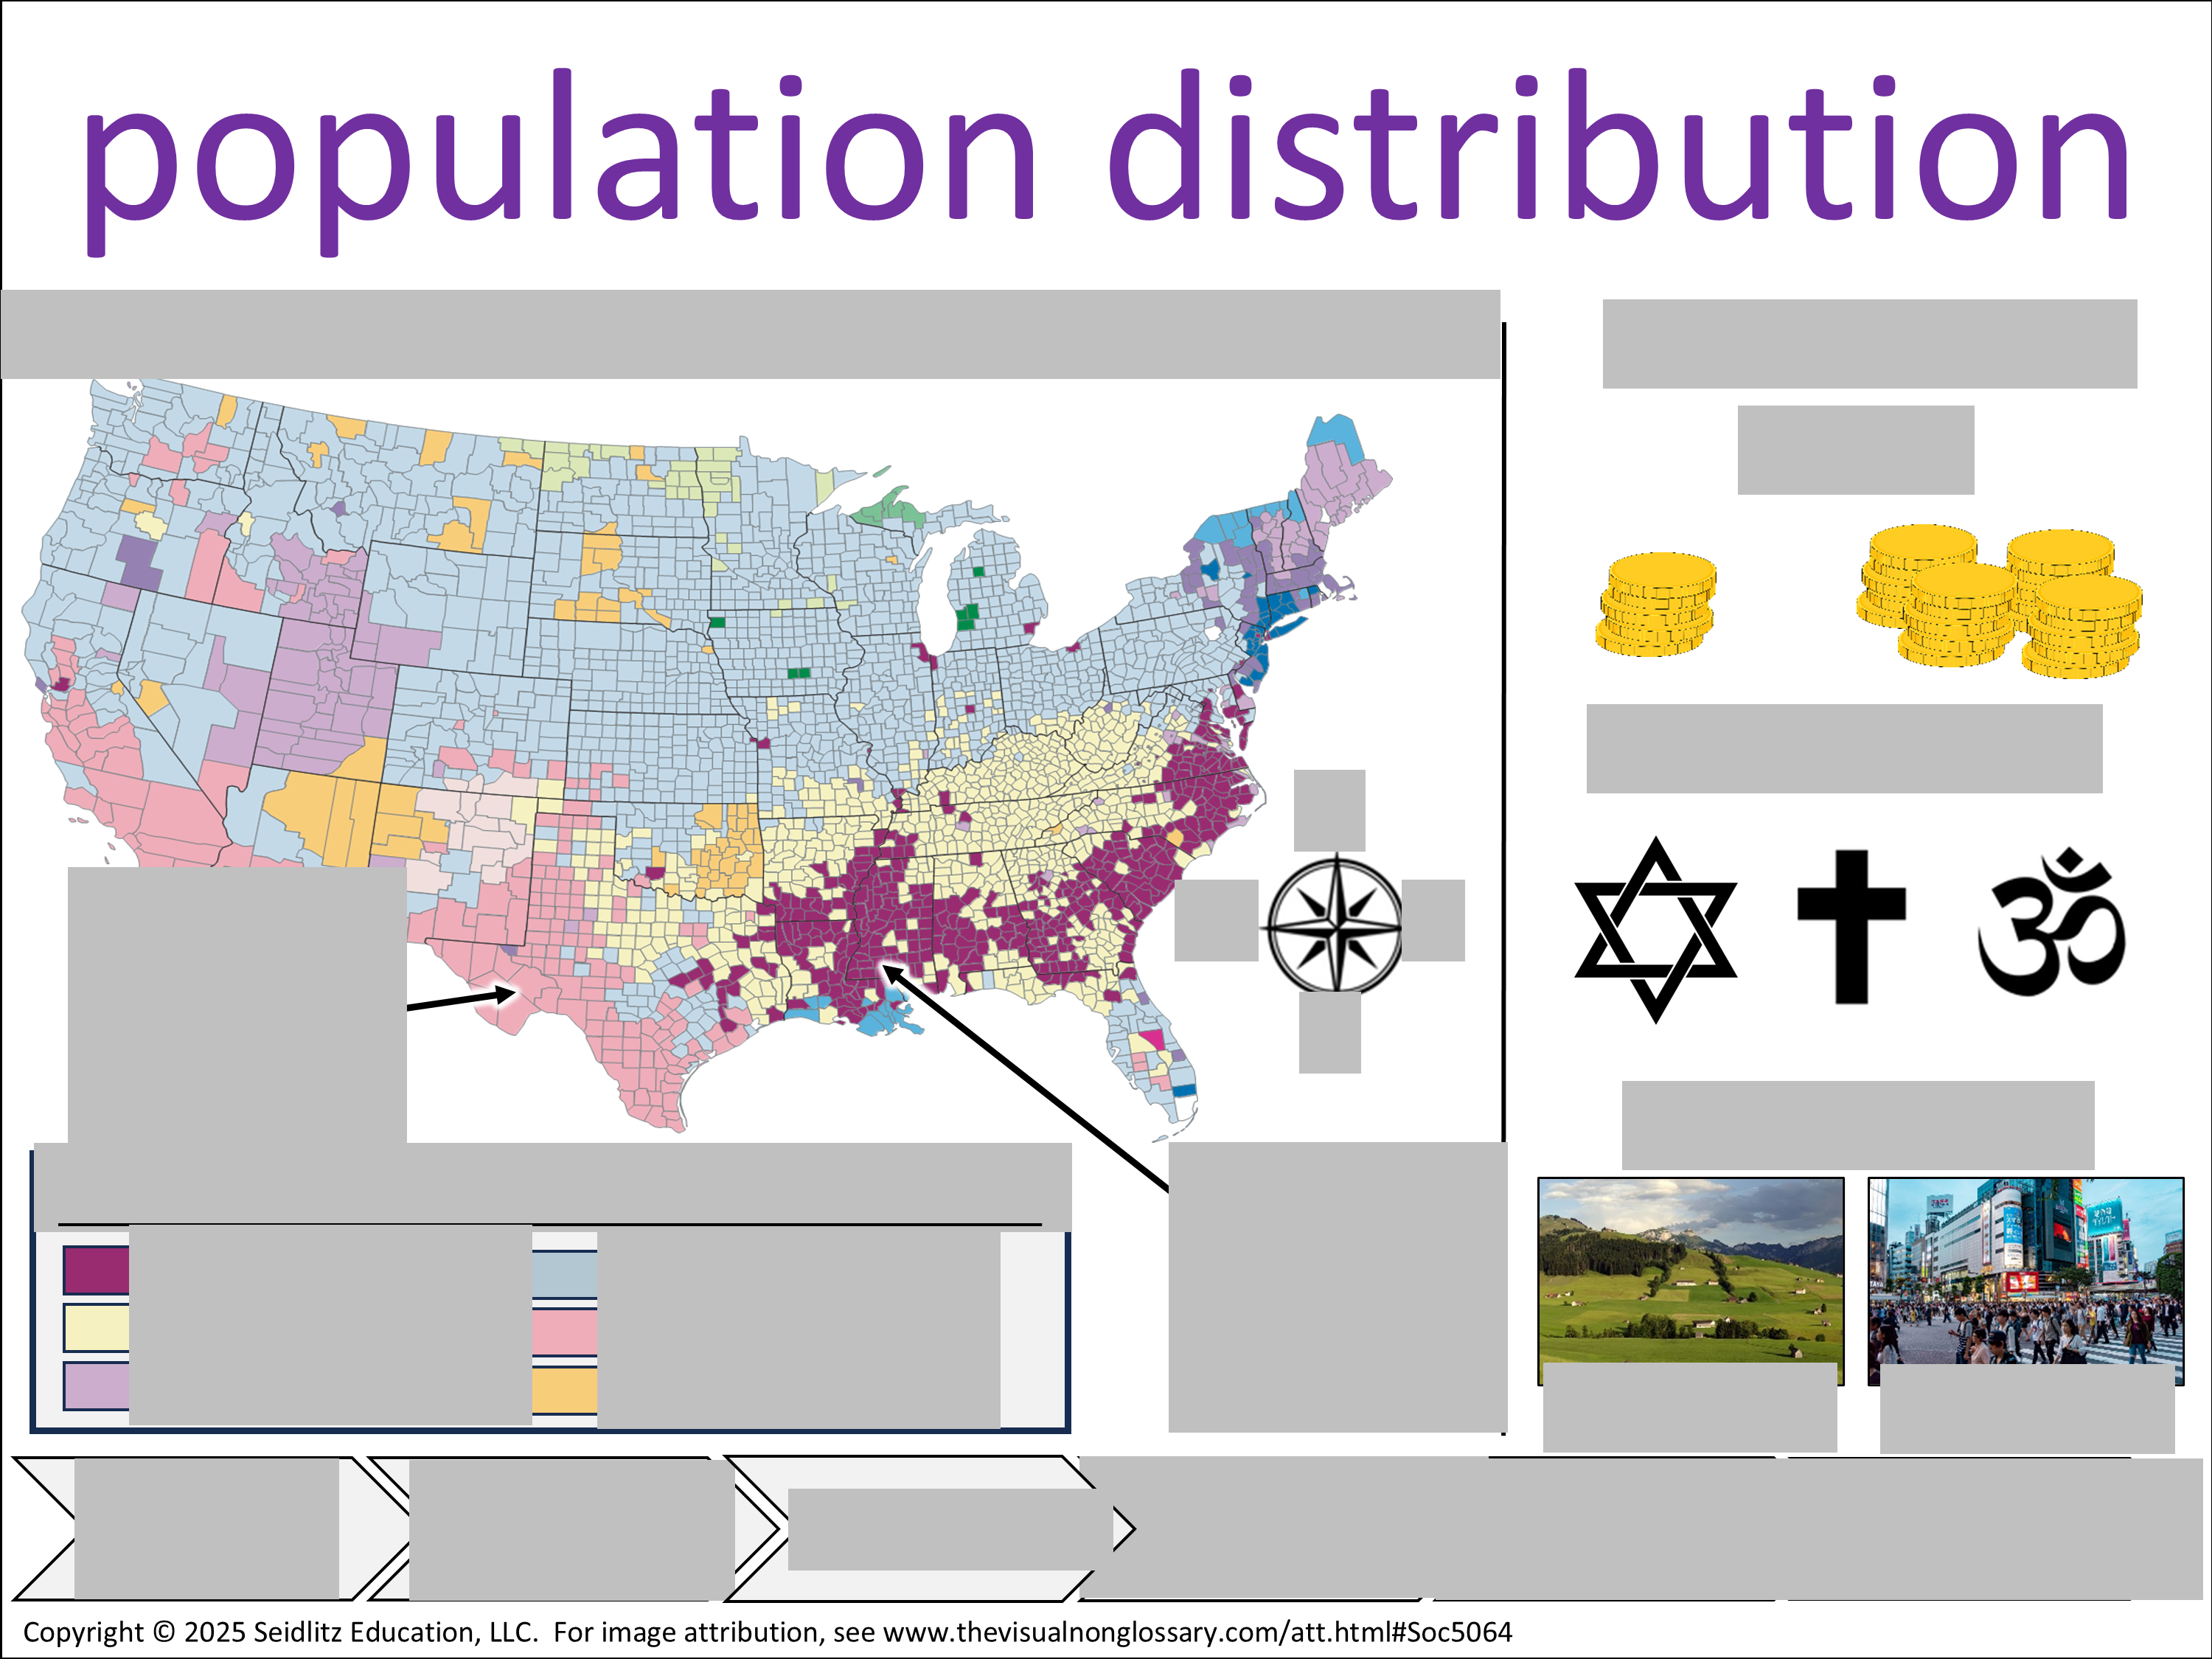 population distribution
Copyright © 2025 Seidlitz Education, LLC.  For image attribution, see www.thevisualnonglossary.com/att.html#Soc5064